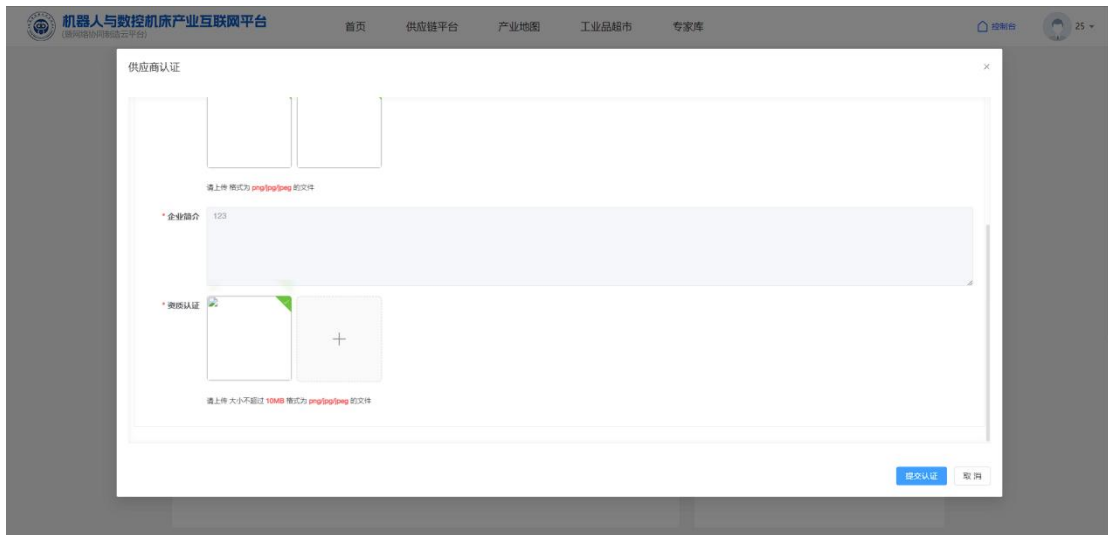 机器人与数控机床产业互联网平台
首页
供应链平台
产业地图
工业品超市
专家库
控制台
25
供应商认证
请上传 格式为 png/jpg/jpeg 的文件
* 企业简介
123
* 资质认证
请上传 大小不超过 10MB 格式为 png/jpg/jpeg 的文件
提交认证
取 消